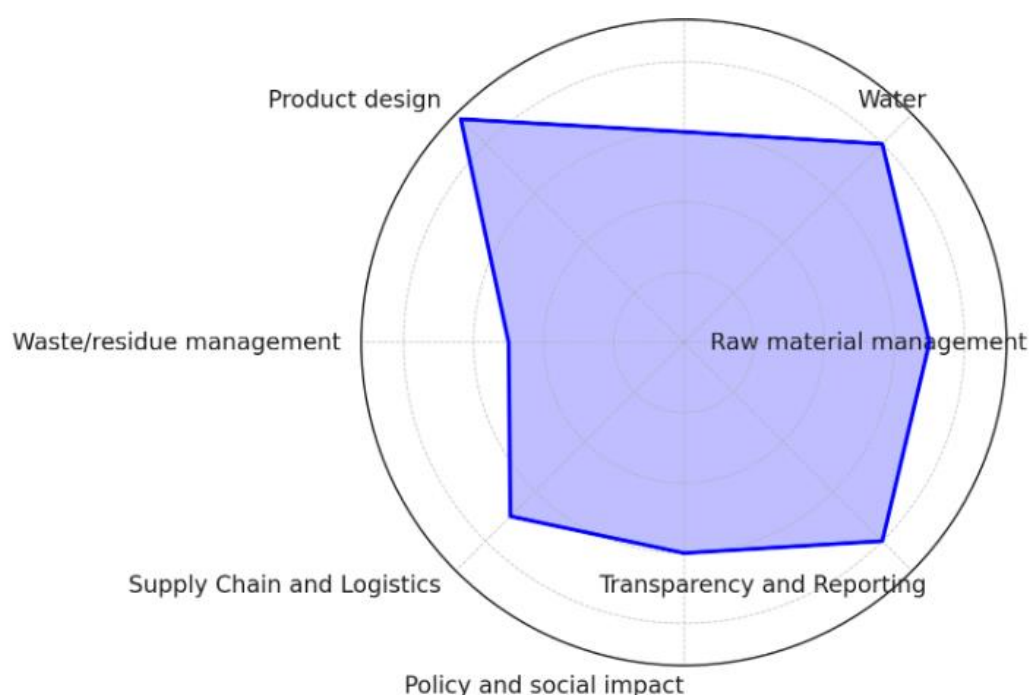 Product design
Water
Waste/residue management
Raw material management
Supply Chain and Logistics
Transparency and Reporting
Policy and social impact